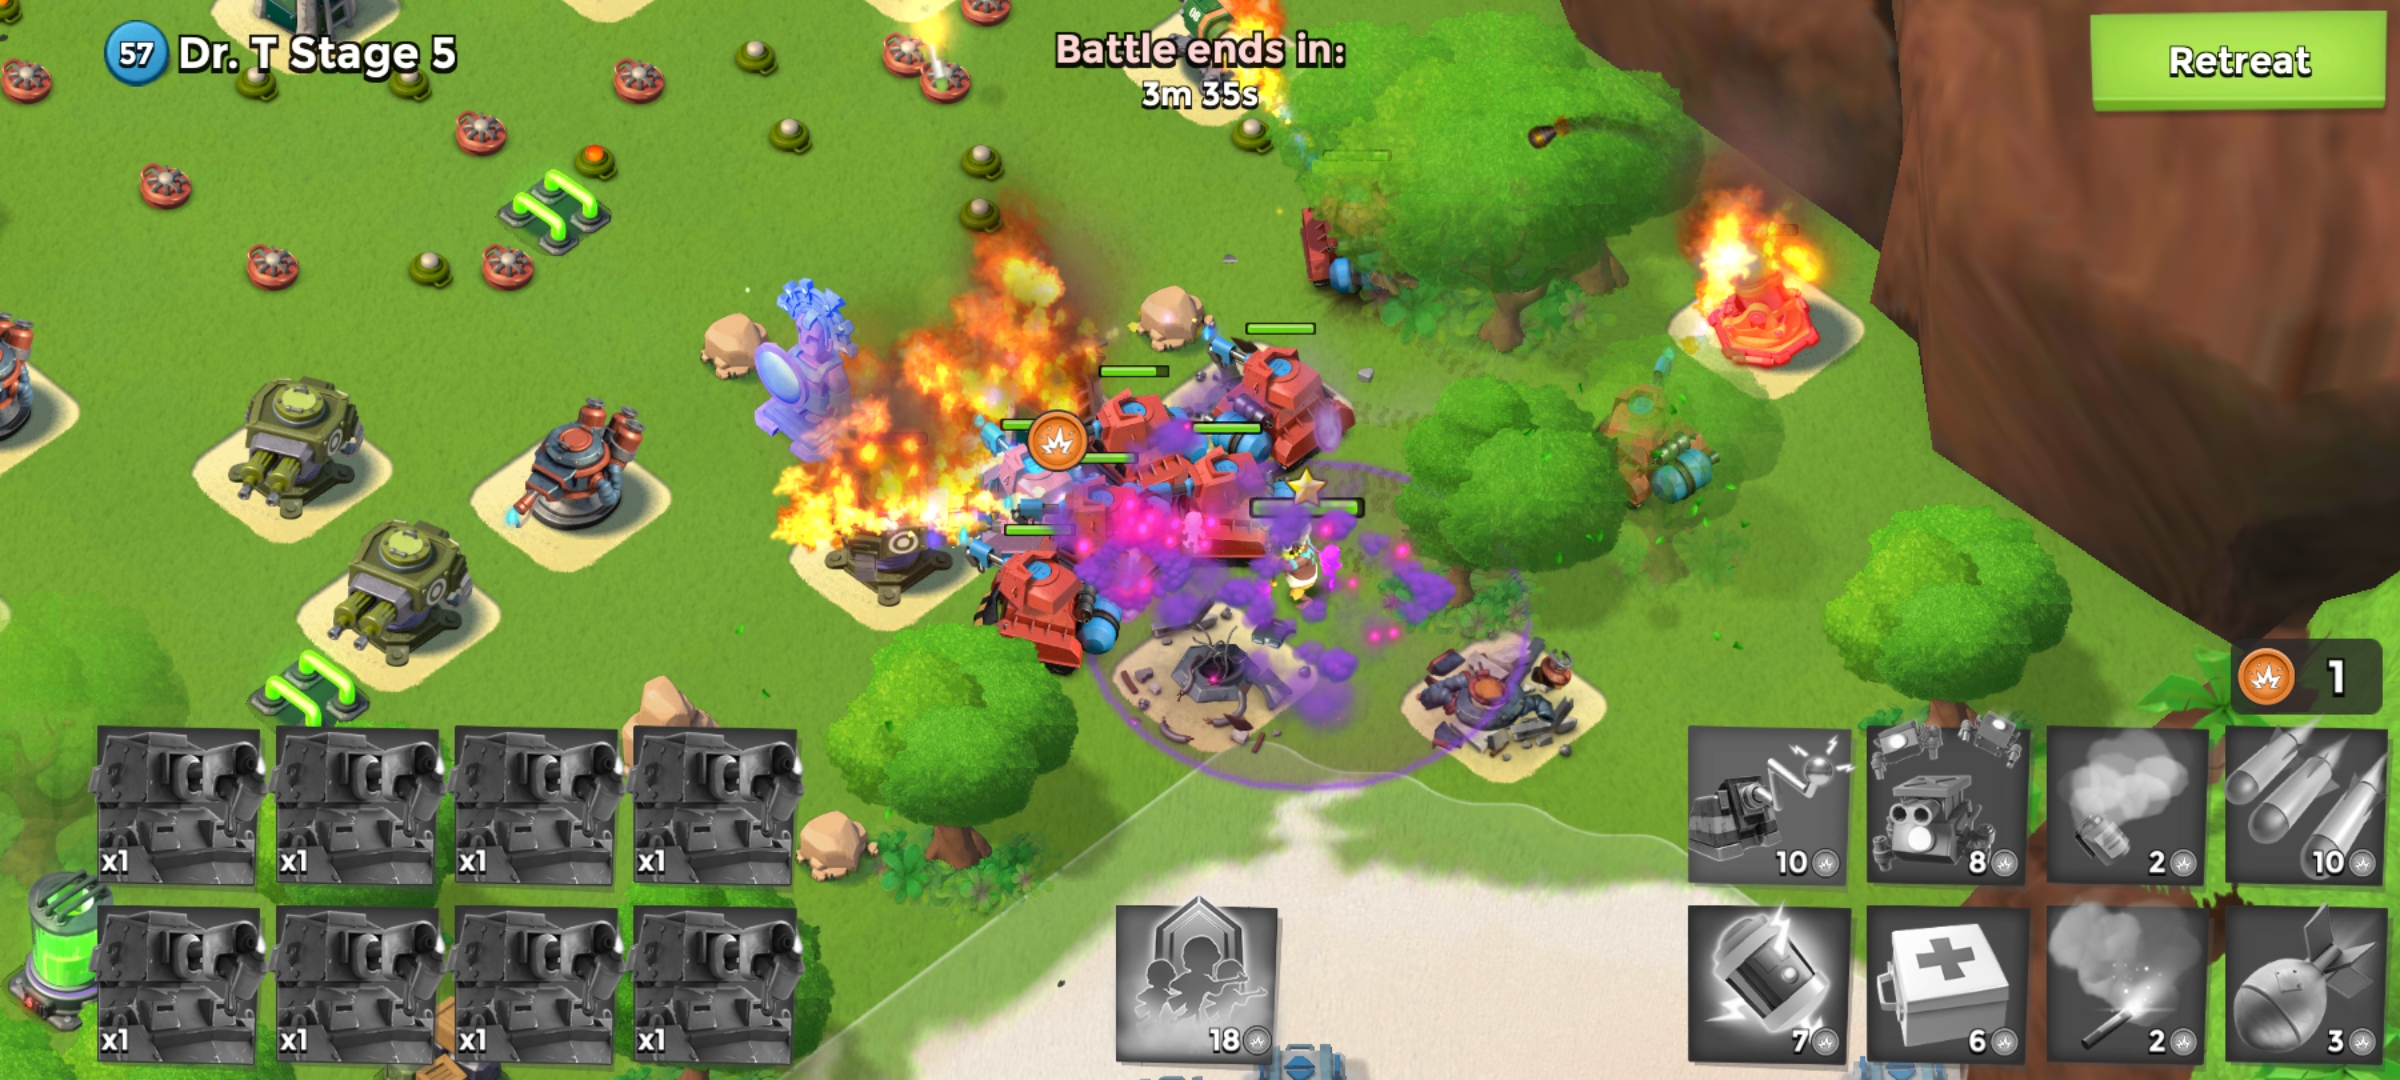 57 Dr. T Stage 5
Battle ends in:
3m 35s
Retreat
1
x1 x1 x1 x1
10 8 2 10
x1 x1 x1 x1
18
7 6 2 3